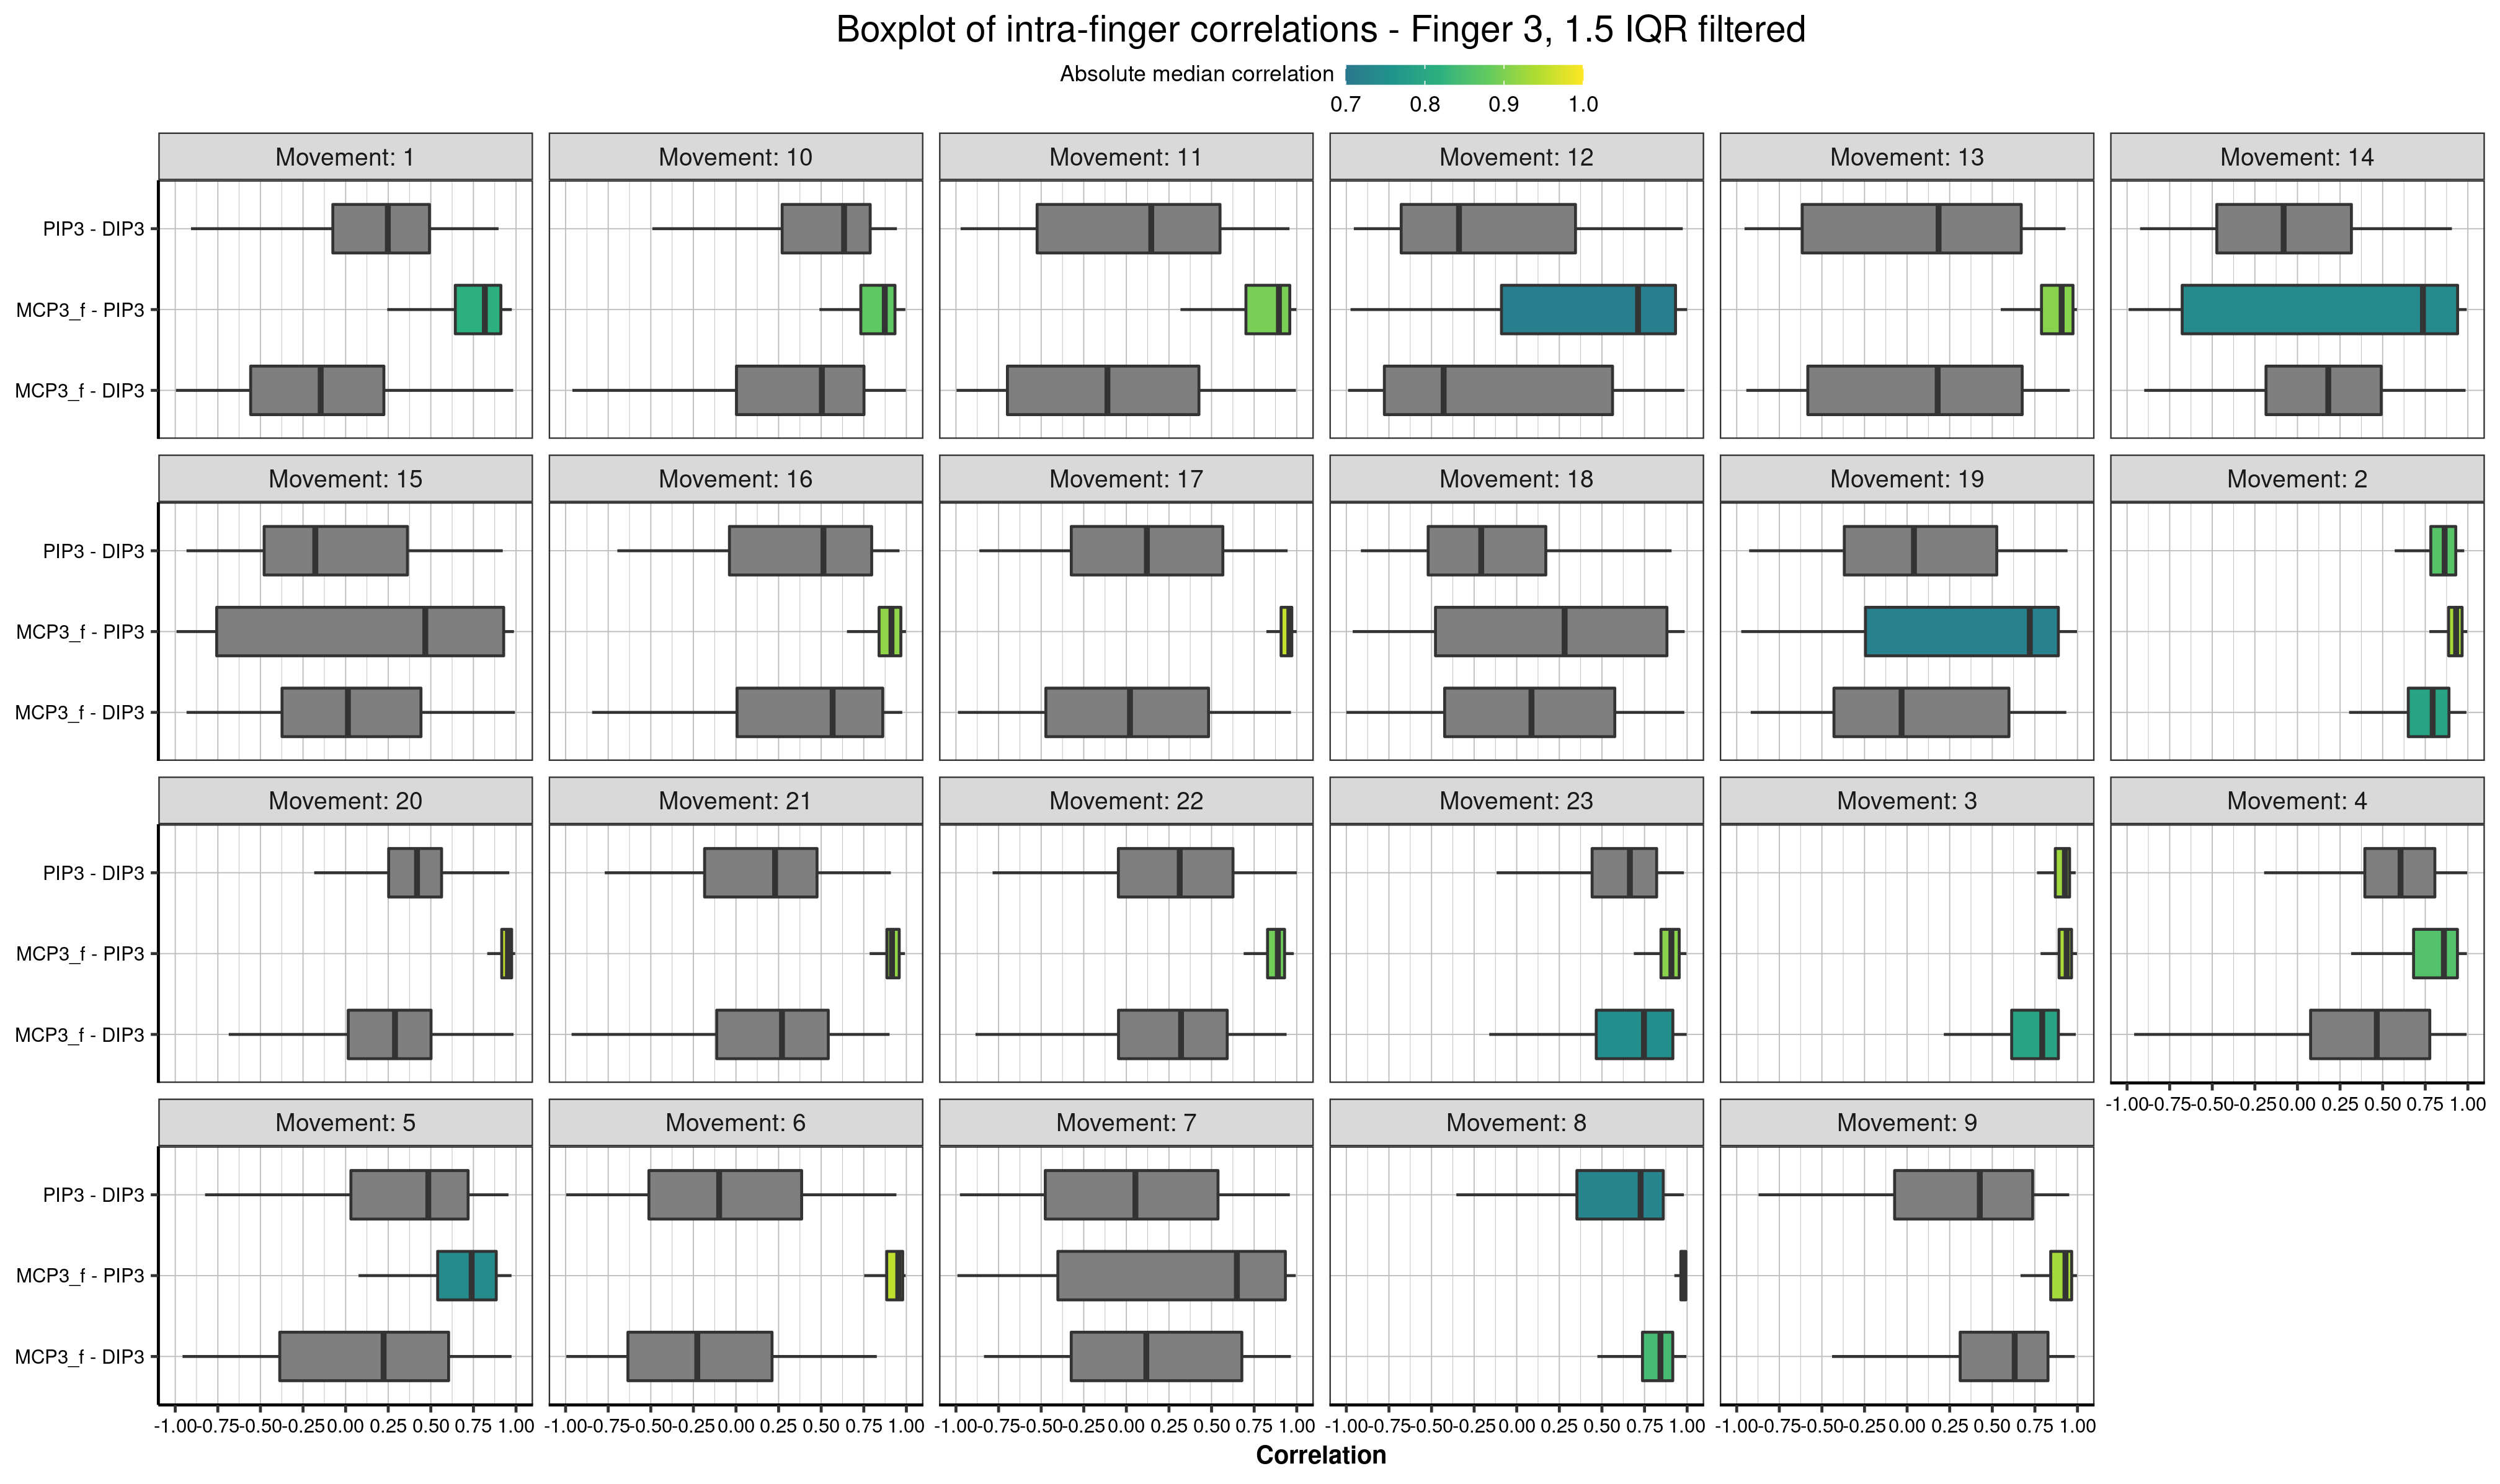 Boxplot of intra-finger correlations - Finger 3, 1.5 IQR filtered
Absolute median correlation
0.7 0.8 0.9 1.0
Movement: 1 Movement: 10 Movement: 11 Movement: 12 Movement: 13 Movement: 14
PIP3 - DIP3
MCP3_f - PIP3
MCP3_f - DIP3
Movement: 15 Movement: 16 Movement: 17 Movement: 18 Movement: 19 Movement: 2
PIP3 - DIP3
MCP3_f - PIP3
MCP3_f - DIP3
Movement: 20 Movement: 21 Movement: 22 Movement: 23 Movement: 3 Movement: 4
PIP3 - DIP3
MCP3_f - PIP3
MCP3_f - DIP3
-1.00 -0.75 -0.50 -0.25 0.00 0.25 0.50 0.75 1.00
Movement: 5 Movement: 6 Movement: 7 Movement: 8 Movement: 9
PIP3 - DIP3
MCP3_f - PIP3
MCP3_f - DIP3
-1.00 -0.75 -0.50 -0.25 0.00 0.25 0.50 0.75 1.00 -1.00 -0.75 -0.50 -0.25 0.00 0.25 0.50 0.75 1.00 -1.00 -0.75 -0.50 -0.25 0.00 0.25 0.50 0.75 1.00 -1.00 -0.75 -0.50 -0.25 0.00 0.25 0.50 0.75 1.00 -1.00 -0.75 -0.50 -0.25 0.00 0.25 0.50 0.75 1.00
Correlation